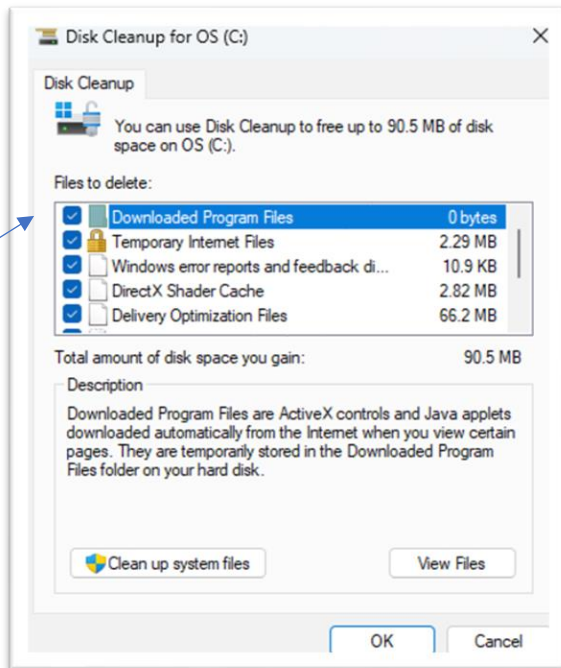 Disk Cleanup for OS (C:)
Disk Cleanup
You can use Disk Cleanup to free up to 90.5 MB of disk
space on OS (C:).
Files to delete:
Downloaded Program Files 0 bytes
Temporary Internet Files 2.29 MB
Windows error reports and feedback di... 10.9 KB
DirectX Shader Cache 2.82 MB
Delivery Optimization Files 66.2 MB
Total amount of disk space you gain: 90.5 MB
Description
Downloaded Program Files are ActiveX controls and Java applets
downloaded automatically from the Internet when you view certain
pages. They are temporarily stored in the Downloaded Program
Files folder on your hard disk.
Clean up system files View Files
OK Cancel